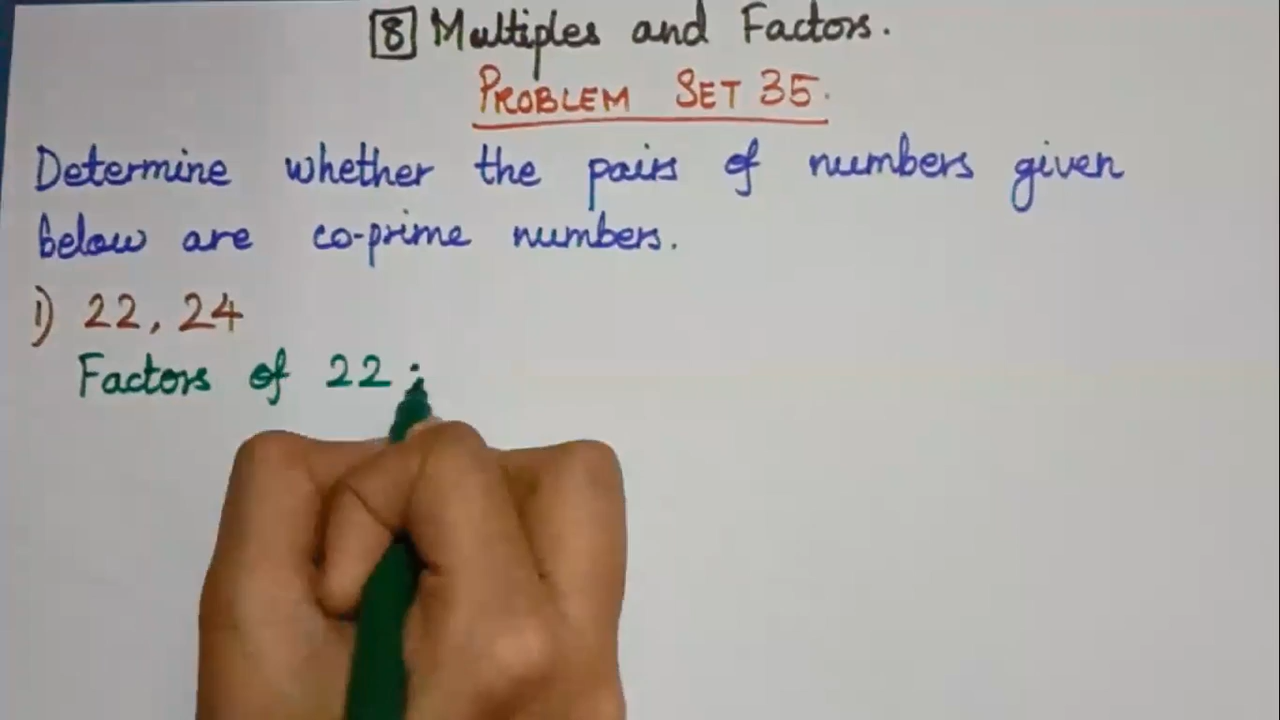 8 Multiples and Factors.
PROBLEM SET 35.
Determine whether the pairs of numbers given
below are co-prime numbers.
1) 22, 24
Factors of 22 :